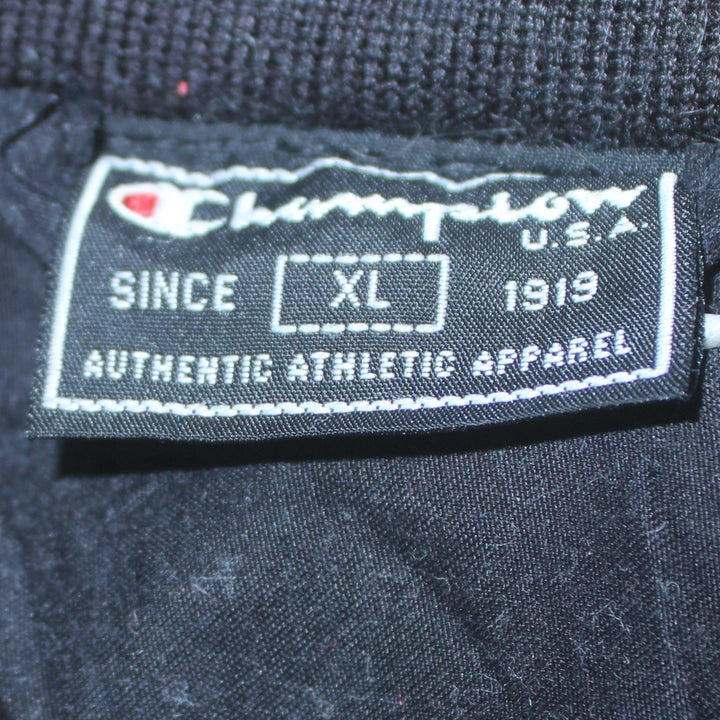 Champion
U.S.A.
SINCE XL 1919
AUTHENTIC ATHLETIC APPAREL